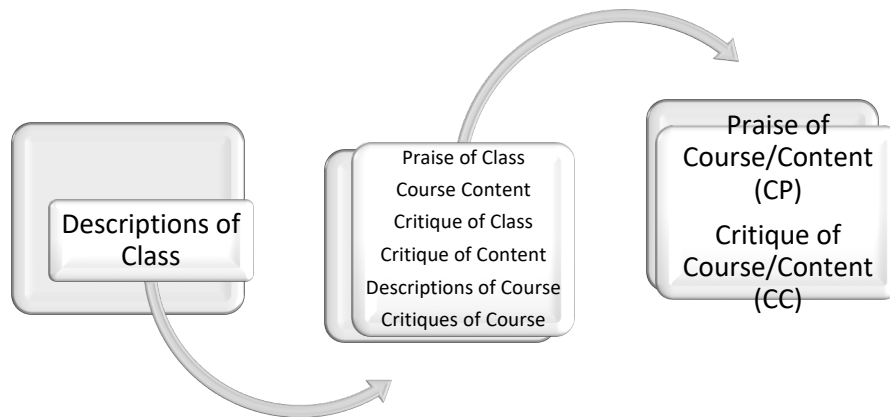 Descriptions of
Class
Praise of Class
Course Content
Critique of Class
Critique of Content
Descriptions of Course
Critiques of Course
Praise of
Course/Content
(CP)
Critique of
Course/Content
(CC)